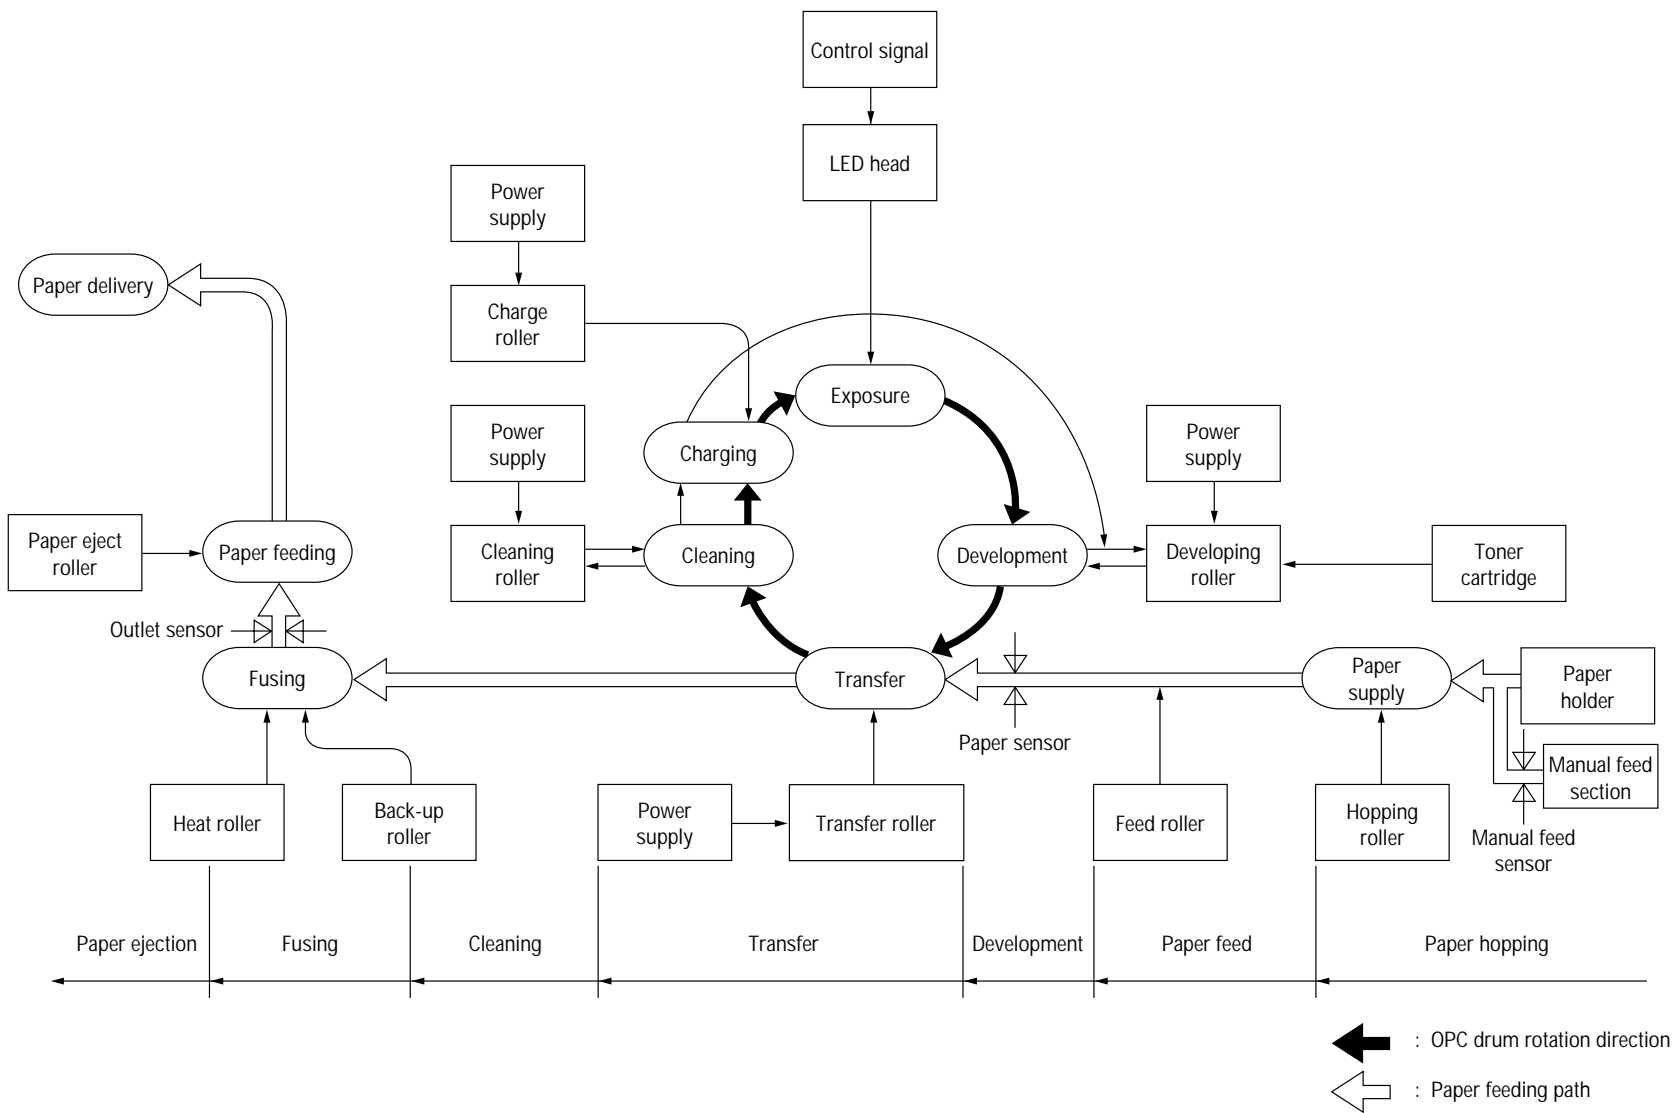 Control signal
LED head
Power
supply
Charge
roller
Paper delivery
Exposure
Power
supply
Charging
Power
supply
Paper eject
roller
Paper feeding
Cleaning
roller
Cleaning
Development
Developing
roller
Toner
cartridge
Outlet sensor
Fusing
Transfer
Paper
supply
Paper
holder
Paper sensor
Manual feed
section
Heat roller
Back-up
roller
Power
supply
Transfer roller
Feed roller
Hopping
roller
Manual feed
sensor
Paper ejection
Fusing
Cleaning
Transfer
Development
Paper feed
Paper hopping
: OPC drum rotation direction
: Paper feeding path